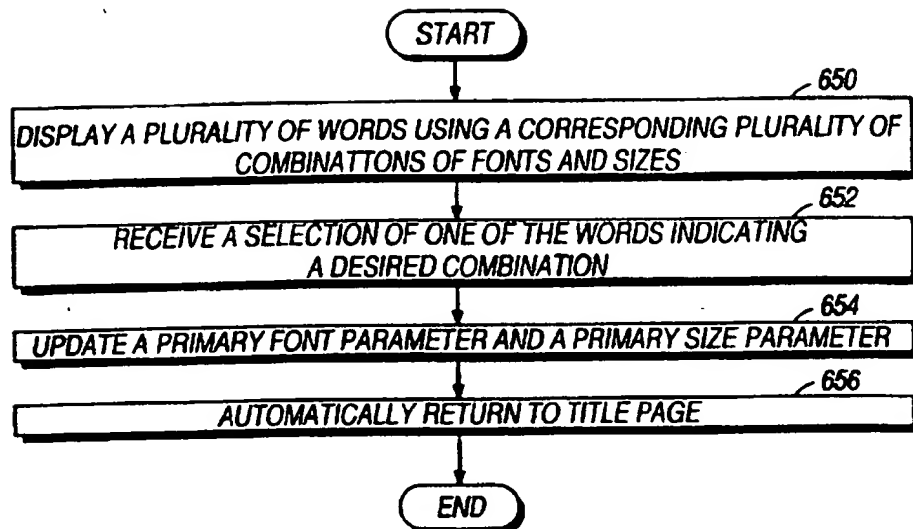 START
650
DISPLAY A PLURALITY OF WORDS USING A CORRESPONDING PLURALITY OF
COMBINATTONS OF FONTS AND SIZES
652
RECEIVE A SELECTION OF ONE OF THE WORDS INDICATING
A DESIRED COMBINATION
654
UPDATE A PRIMARY FONT PARAMETER AND A PRIMARY SIZE PARAMETER
656
AUTOMATICALLY RETURN TO TITLE PAGE
END